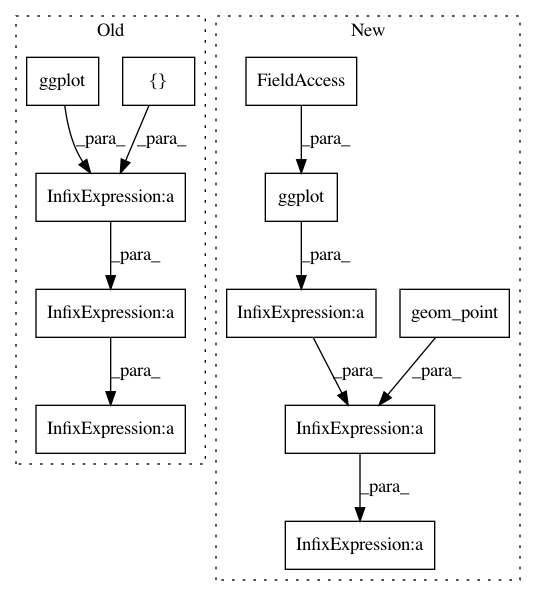 Old
New
ggplot
{}
FieldAccess
_para_
_para_
_para_
InfixExpression:a
ggplot
_para_
_para_
InfixExpression:a
InfixExpression:a
geom_point
_para_
_para_
_para_
InfixExpression:a
InfixExpression:a
_para_
InfixExpression:a